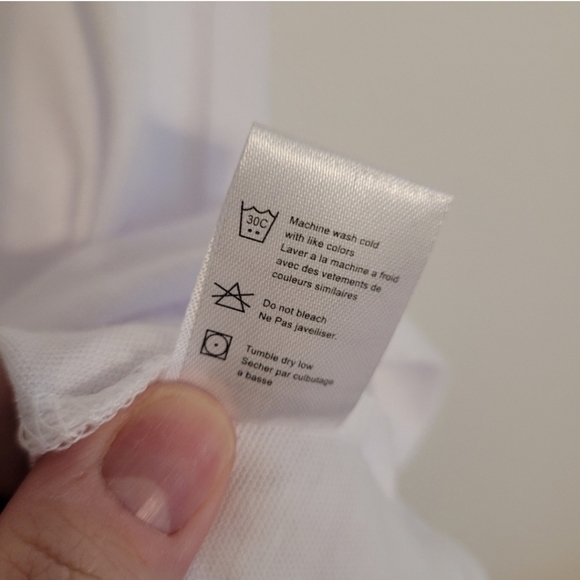 30C
Machine wash cold
with like colors
Laver a la machine a froid
avec des vetements de
couleurs similaires
Do not bleach
Ne Pas javeiliser.
Tumble dry low
Secher par culbutage
a basse